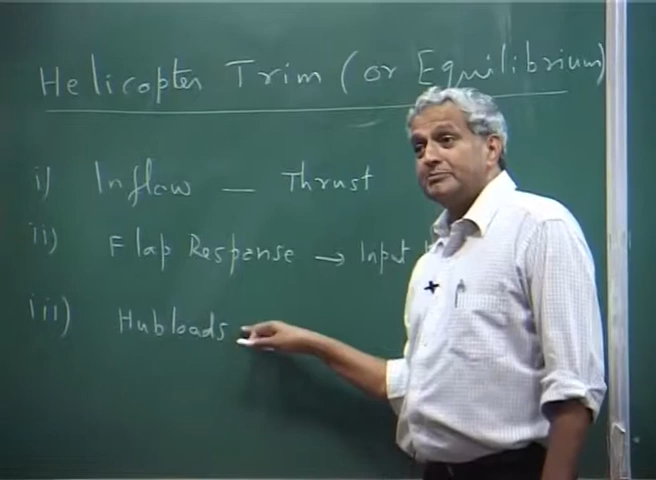 Helicopter Trim (or Equilibrium)
i) Inflow — Thrust
ii) Flap Response → Input
iii) Hubloads